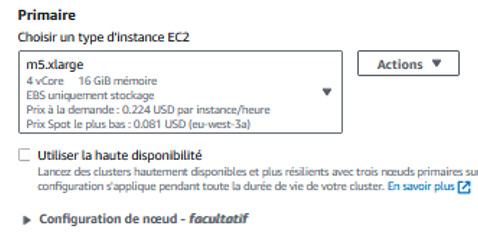 Primaire
Choisir un type d'instance EC2
m5.xlarge
4 vCore 16 GiB mémoire
EBS uniquement stockage
Prix à la demande : 0.224 USD par instance/heure
Prix Spot le plus bas : 0.081 USD (eu-west-3a)
Actions
Utiliser la haute disponibilité
Lancez des clusters hautement disponibles et plus résilients avec trois nœuds primaires su
configuration s'applique pendant toute la durée de vie de votre cluster. En savoir plus
Configuration de nœud - facultatif